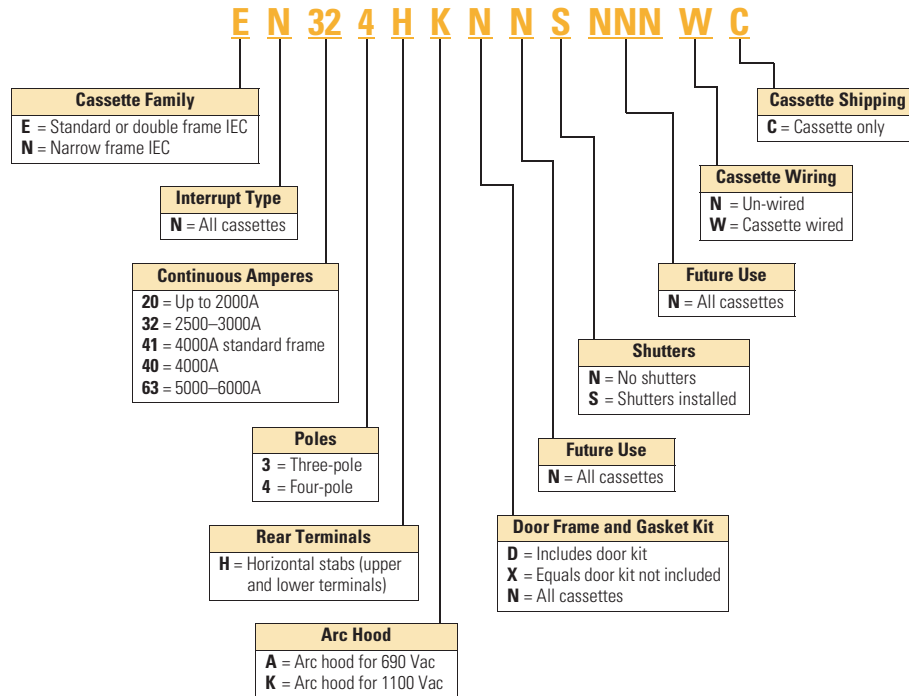 E N 32 4 H K N N S NNN W C
Cassette Family
E = Standard or double frame IEC
N = Narrow frame IEC
Cassette Shipping
C = Cassette only
Interrupt Type
N = All cassettes
Cassette Wiring
N = Un-wired
W = Cassette wired
Continuous Amperes
20 = Up to 2000A
32 = 2500–3000A
41 = 4000A standard frame
40 = 4000A
63 = 5000–6000A
Future Use
N = All cassettes
Shutters
N = No shutters
S = Shutters installed
Poles
3 = Three-pole
4 = Four-pole
Future Use
N = All cassettes
Rear Terminals
H = Horizontal stabs (upper
and lower terminals)
Door Frame and Gasket Kit
D = Includes door kit
X = Equals door kit not included
N = All cassettes
Arc Hood
A = Arc hood for 690 Vac
K = Arc hood for 1100 Vac